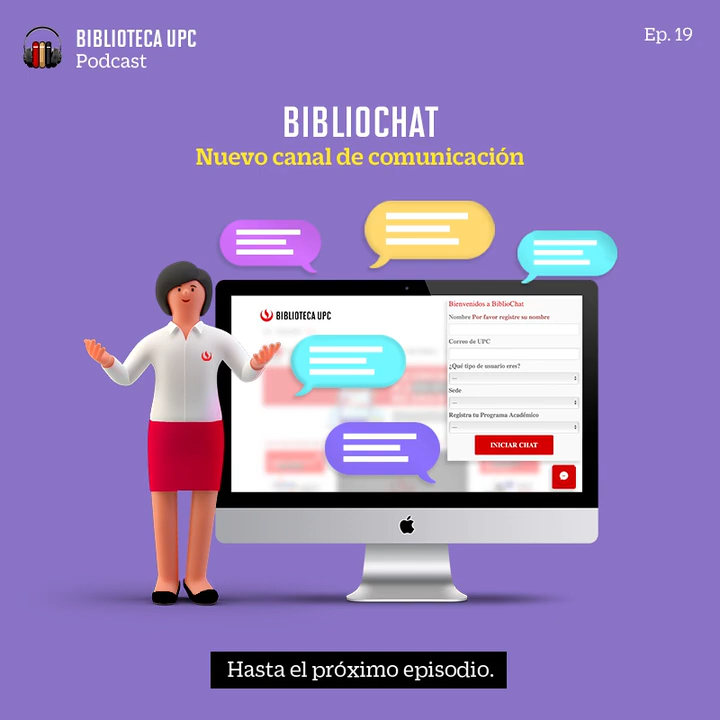 BIBLIOTECA UPC
Podcast
Ep. 19
BIBLIOCHAT
Nuevo canal de comunicación
BIBLIOTECA UPC
Bienvenidos a BiblioChat
Nombre Por favor registre su nombre
Correo de UPC
¿Qué tipo de usuario eres?
---
Sede
---
Registra tu Programa Académico
---
INICIAR CHAT
Hasta el próximo episodio.